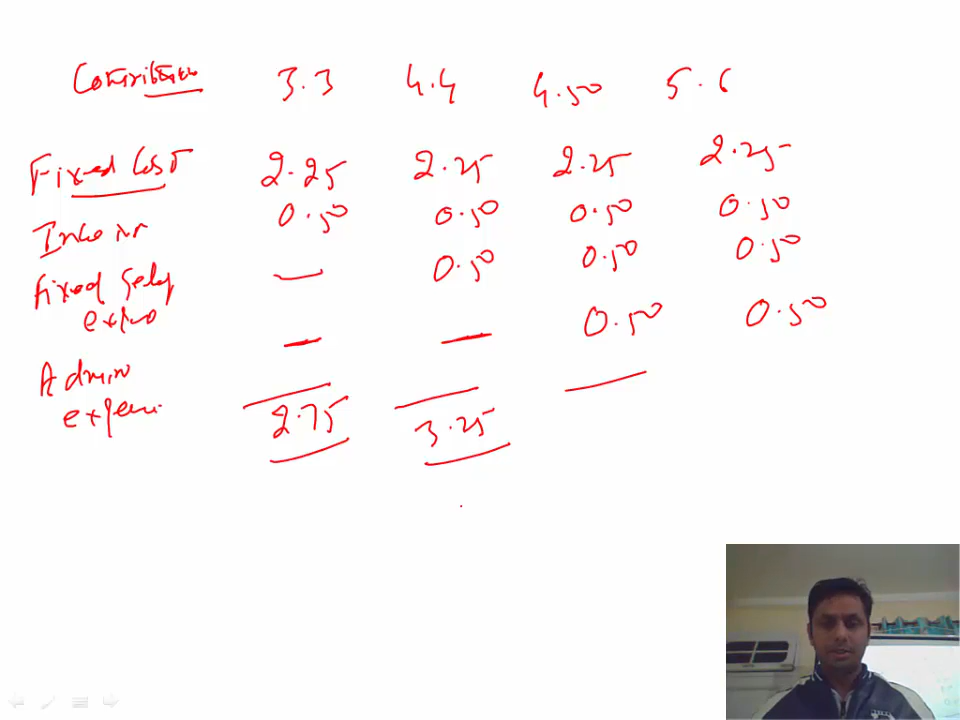 Contribution 3.3 4.4 4.50 5.6
Fixed Cost 2.25 2.25 2.25 2.25
0.50 0.50 0.50 0.50
Fixed 0.50 0.50 0.50
0.50 0.50
Admin
2.75 3.25